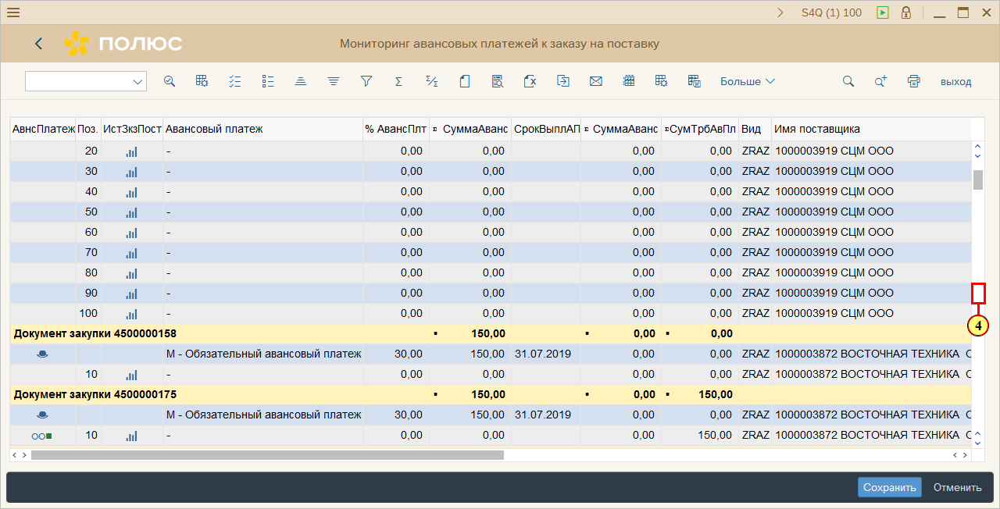 S4Q (1) 100
ПОЛЮС
Мониторинг авансовых платежей к заказу на поставку
Больше
выход
АвнсПлатеж Поз. ИстЗкзПост Авансовый платеж % АвансПлт Σ СуммаАванс СрокВыплАП Σ СуммаАванс ΣСумТрбАвПл Вид Имя поставщика
20 - 0,00 0,00 0,00 0,00 ZRAZ 1000003919 СЦМ ООО
30 - 0,00 0,00 0,00 0,00 ZRAZ 1000003919 СЦМ ООО
40 - 0,00 0,00 0,00 0,00 ZRAZ 1000003919 СЦМ ООО
50 - 0,00 0,00 0,00 0,00 ZRAZ 1000003919 СЦМ ООО
60 - 0,00 0,00 0,00 0,00 ZRAZ 1000003919 СЦМ ООО
70 - 0,00 0,00 0,00 0,00 ZRAZ 1000003919 СЦМ ООО
80 - 0,00 0,00 0,00 0,00 ZRAZ 1000003919 СЦМ ООО
90 - 0,00 0,00 0,00 0,00 ZRAZ 1000003919 СЦМ ООО
100 - 0,00 0,00 0,00 0,00 ZRAZ 1000003919 СЦМ ООО
4
Документ закупки 4500000158 ▪ 150,00 ▪ 0,00 ▪ 0,00
М - Обязательный авансовый платеж 30,00 150,00 31.07.2019 0,00 0,00 ZRAZ 1000003872 ВОСТОЧНАЯ ТЕХНИКА
10 - 0,00 0,00 0,00 0,00 ZRAZ 1000003872 ВОСТОЧНАЯ ТЕХНИКА
Документ закупки 4500000175 ▪ 150,00 ▪ 0,00 ▪ 150,00
М - Обязательный авансовый платеж 30,00 150,00 31.07.2019 0,00 0,00 ZRAZ 1000003872 ВОСТОЧНАЯ ТЕХНИКА
10 - 0,00 0,00 0,00 150,00 ZRAZ 1000003872 ВОСТОЧНАЯ ТЕХНИКА
Сохранить Отменить